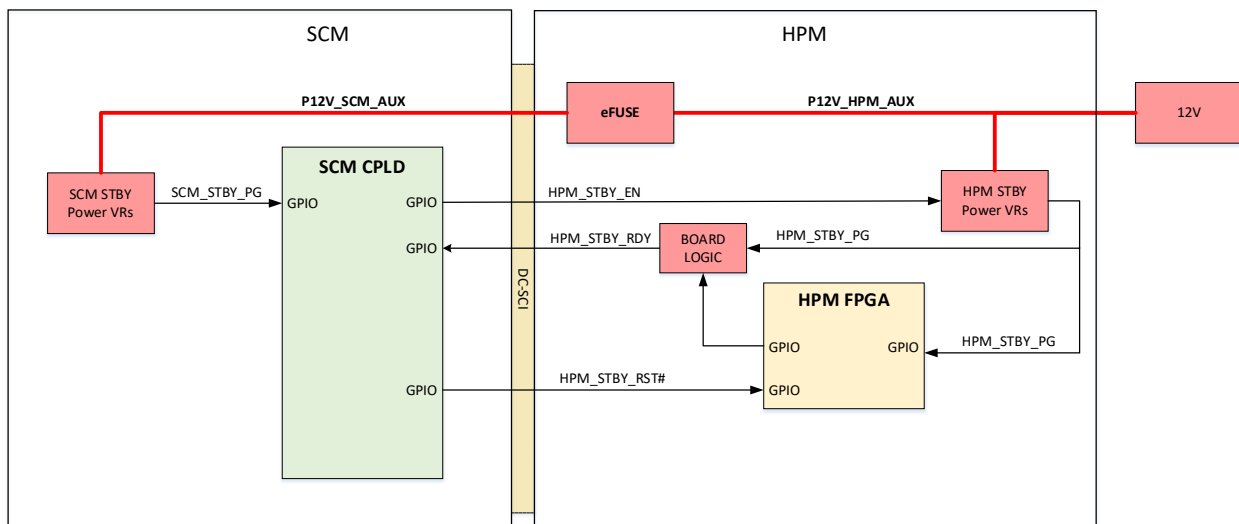 SCM
HPM
P12V_SCM_AUX
eFUSE
P12V_HPM_AUX
12V
SCM STBY
Power VRs
SCM_STBY_PG
SCM CPLD
GPIO
GPIO
HPM_STBY_EN
HPM STBY
Power VRs
GPIO
HPM_STBY_RDY
BOARD
LOGIC
HPM_STBY_PG
DC-SCI
HPM FPGA
GPIO
GPIO
HPM_STBY_PG
GPIO
HPM_STBY_RST#
GPIO